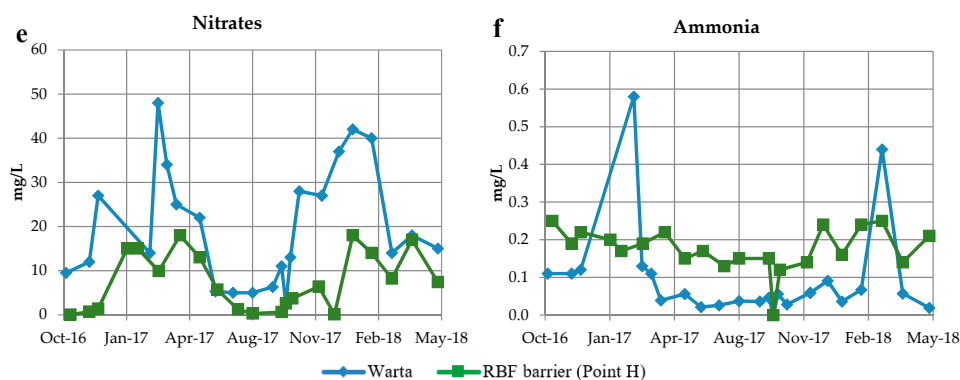 e
Nitrates
60
50
40
30
20
10
0
mg/L
Oct-16 Jan-17 Apr-17 Aug-17 Nov-17 Feb-18 May-18
f
Ammonia
0.7
0.6
0.5
0.4
0.3
0.2
0.1
0.0
mg/L
Oct-16 Jan-17 Apr-17 Aug-17 Nov-17 Feb-18 May-18
Warta RBF barrier (Point H)